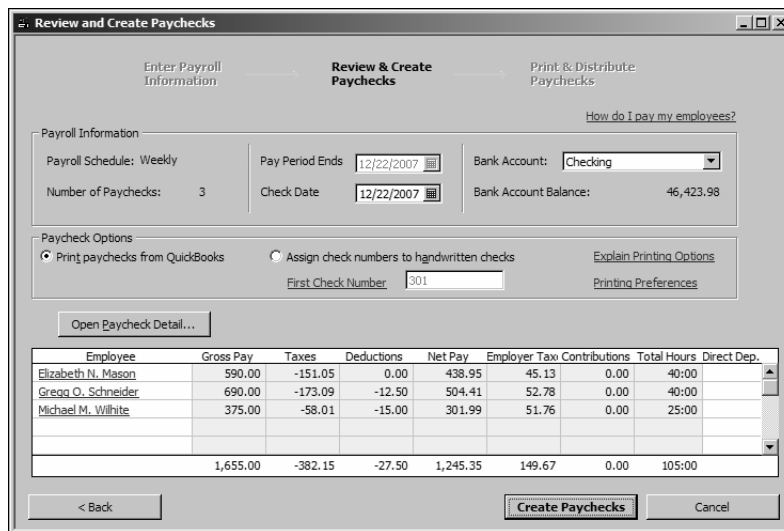 Review and Create Paychecks
Enter Payroll Information
Review & Create Paychecks
Print & Distribute Paychecks
How do I pay my employees?
Payroll Information
Payroll Schedule: Weekly
Pay Period Ends 12/22/2007
Bank Account: Checking
Number of Paychecks: 3
Check Date 12/22/2007
Bank Account Balance: 46,423.98
Paycheck Options
Print paychecks from QuickBooks
Assign check numbers to handwritten checks
Explain Printing Options
First Check Number 301
Printing Preferences
Open Paycheck Detail...
Employee Gross Pay Taxes Deductions Net Pay Employer Taxe Contributions Total Hours Direct Dep.
Elizabeth N. Mason 590.00 -151.05 0.00 438.95 45.13 0.00 40:00
Gregg O. Schneider 690.00 -173.09 -12.50 504.41 52.78 0.00 40:00
Michael M. Wilhite 375.00 -58.01 -15.00 301.99 51.76 0.00 25:00
1,655.00 -382.15 -27.50 1,245.35 149.67 0.00 105:00
< Back
Create Paychecks
Cancel